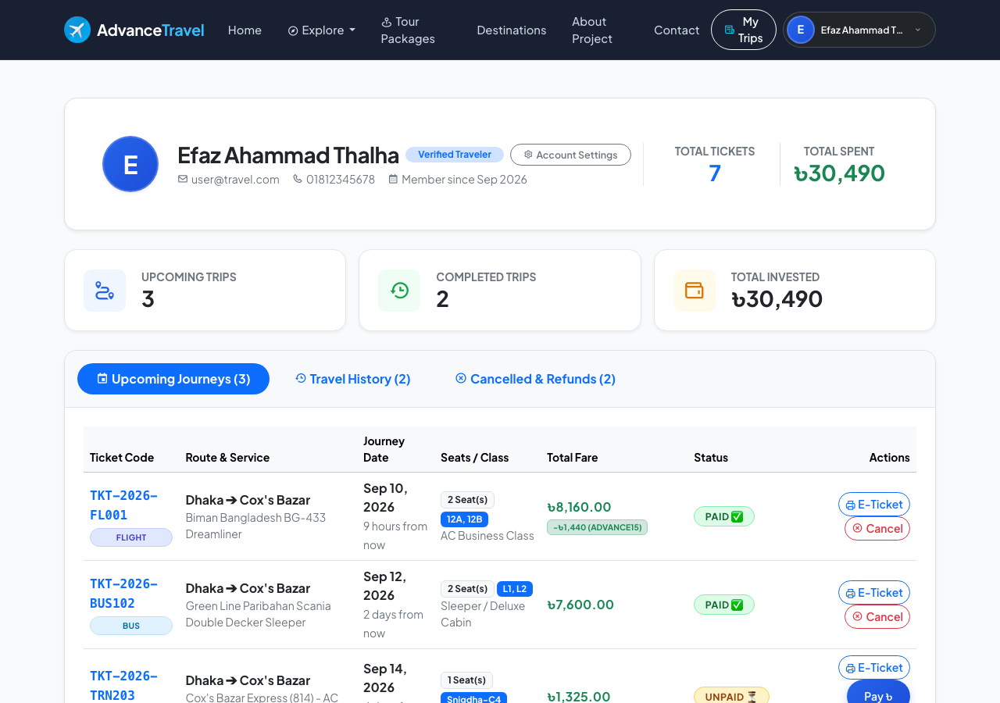 AdvanceTravel
Home
Explore
Tour
Packages
Destinations
About
Project
Contact
My
Trips
E
Efaz Ahammad T...
E
Efaz Ahammad Thalha
Verified Traveler
Account Settings
user@travel.com
01812345678
Member since Sep 2026
TOTAL TICKETS
7
TOTAL SPENT
৳30,490
UPCOMING TRIPS
3
COMPLETED TRIPS
2
TOTAL INVESTED
৳30,490
Upcoming Journeys (3)
Travel History (2)
Cancelled & Refunds (2)
Ticket Code
Route & Service
Journey
Date
Seats / Class
Total Fare
Status
Actions
TKT-2026-
FL001
FLIGHT
Dhaka ➔ Cox's Bazar
Biman Bangladesh BG-433
Dreamliner
Sep 10,
2026
9 hours from
now
2 Seat(s)
12A, 12B
AC Business Class
৳8,160.00
-৳1,440 (ADVANCE15)
PAID ✅
E-Ticket
Cancel
TKT-2026-
BUS102
BUS
Dhaka ➔ Cox's Bazar
Green Line Paribahan Scania
Double Decker Sleeper
Sep 12,
2026
2 days from
now
2 Seat(s) L1, L2
Sleeper / Deluxe
Cabin
৳7,600.00
PAID ✅
E-Ticket
Cancel
TKT-2026-
TRN203
Dhaka ➔ Cox's Bazar
Cox's Bazar Express (814) - AC
Sep 14,
2026
1 Seat(s)
Snigdha-C4
৳1,325.00
UNPAID ⏳
E-Ticket
Pay ৳